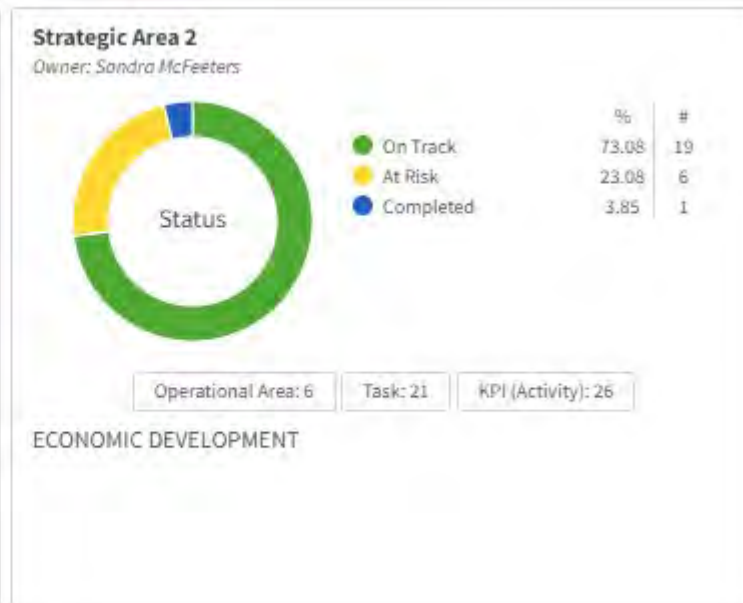 Strategic Area 2
Owner: Sandra McFeeters
% #
On Track 73.08 19
At Risk 23.08 6
Completed 3.85 1
Status
Operational Area: 6 Task: 21 KPI (Activity): 26
ECONOMIC DEVELOPMENT